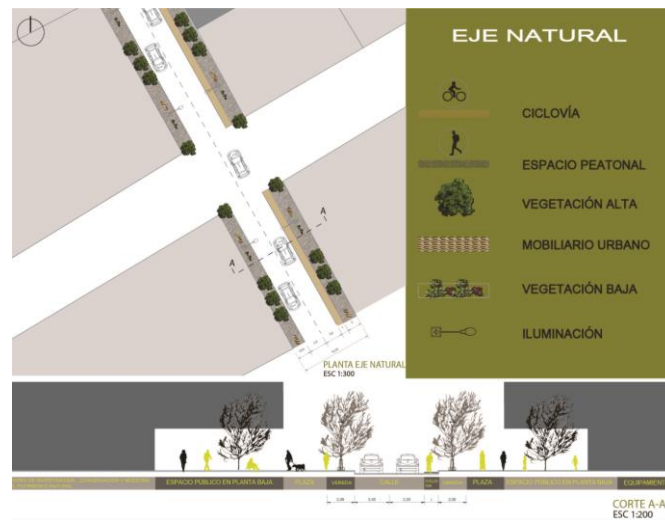 EJE NATURAL
CICLOVÍA
ESPACIO PEATONAL
VEGETACIÓN ALTA
MOBILIARIO URBANO
VEGETACIÓN BAJA
ILUMINACIÓN
A
A
PLANTA EJE NATURAL
ESC 1:300
ESPACIO PÚBLICO EN PLANTA BAJA
PLAZA
VEREDA
CALLE
VEREDA
PLAZA
ESPACIO PÚBLICO EN PLANTA BAJA
EQUIPAMIENT
CORTE A-A
ESC 1:200